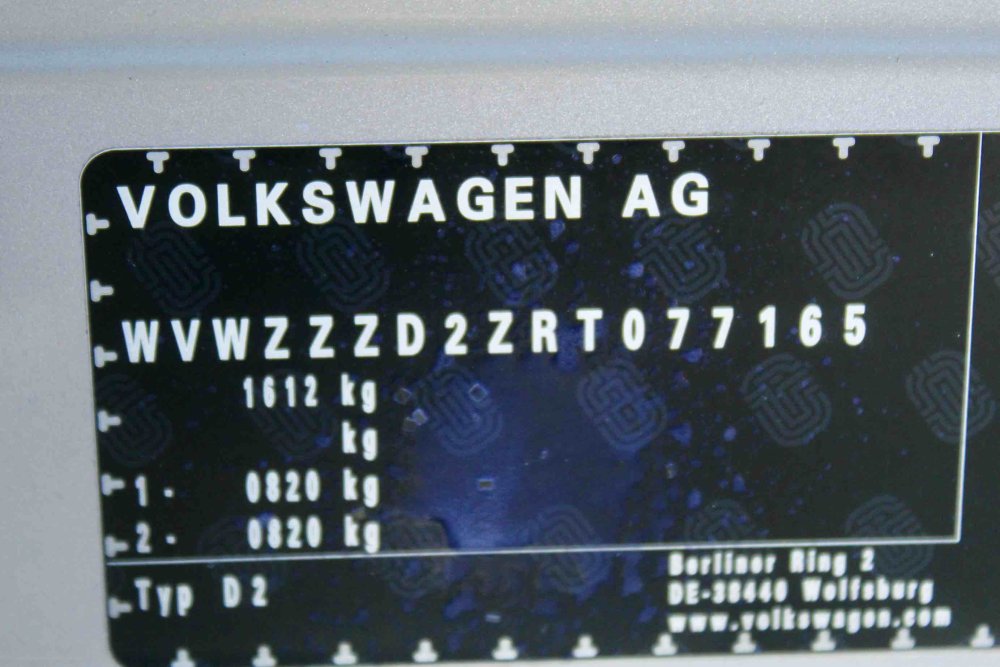 VOLKSWAGEN AG
WVWZZZD2ZRT077165
1612 kg
kg
1- 0820 kg
2- 0820 kg
Typ D2
Berliner Ring 2
DE-38440 Wolfsburg
www.volkswagen.com